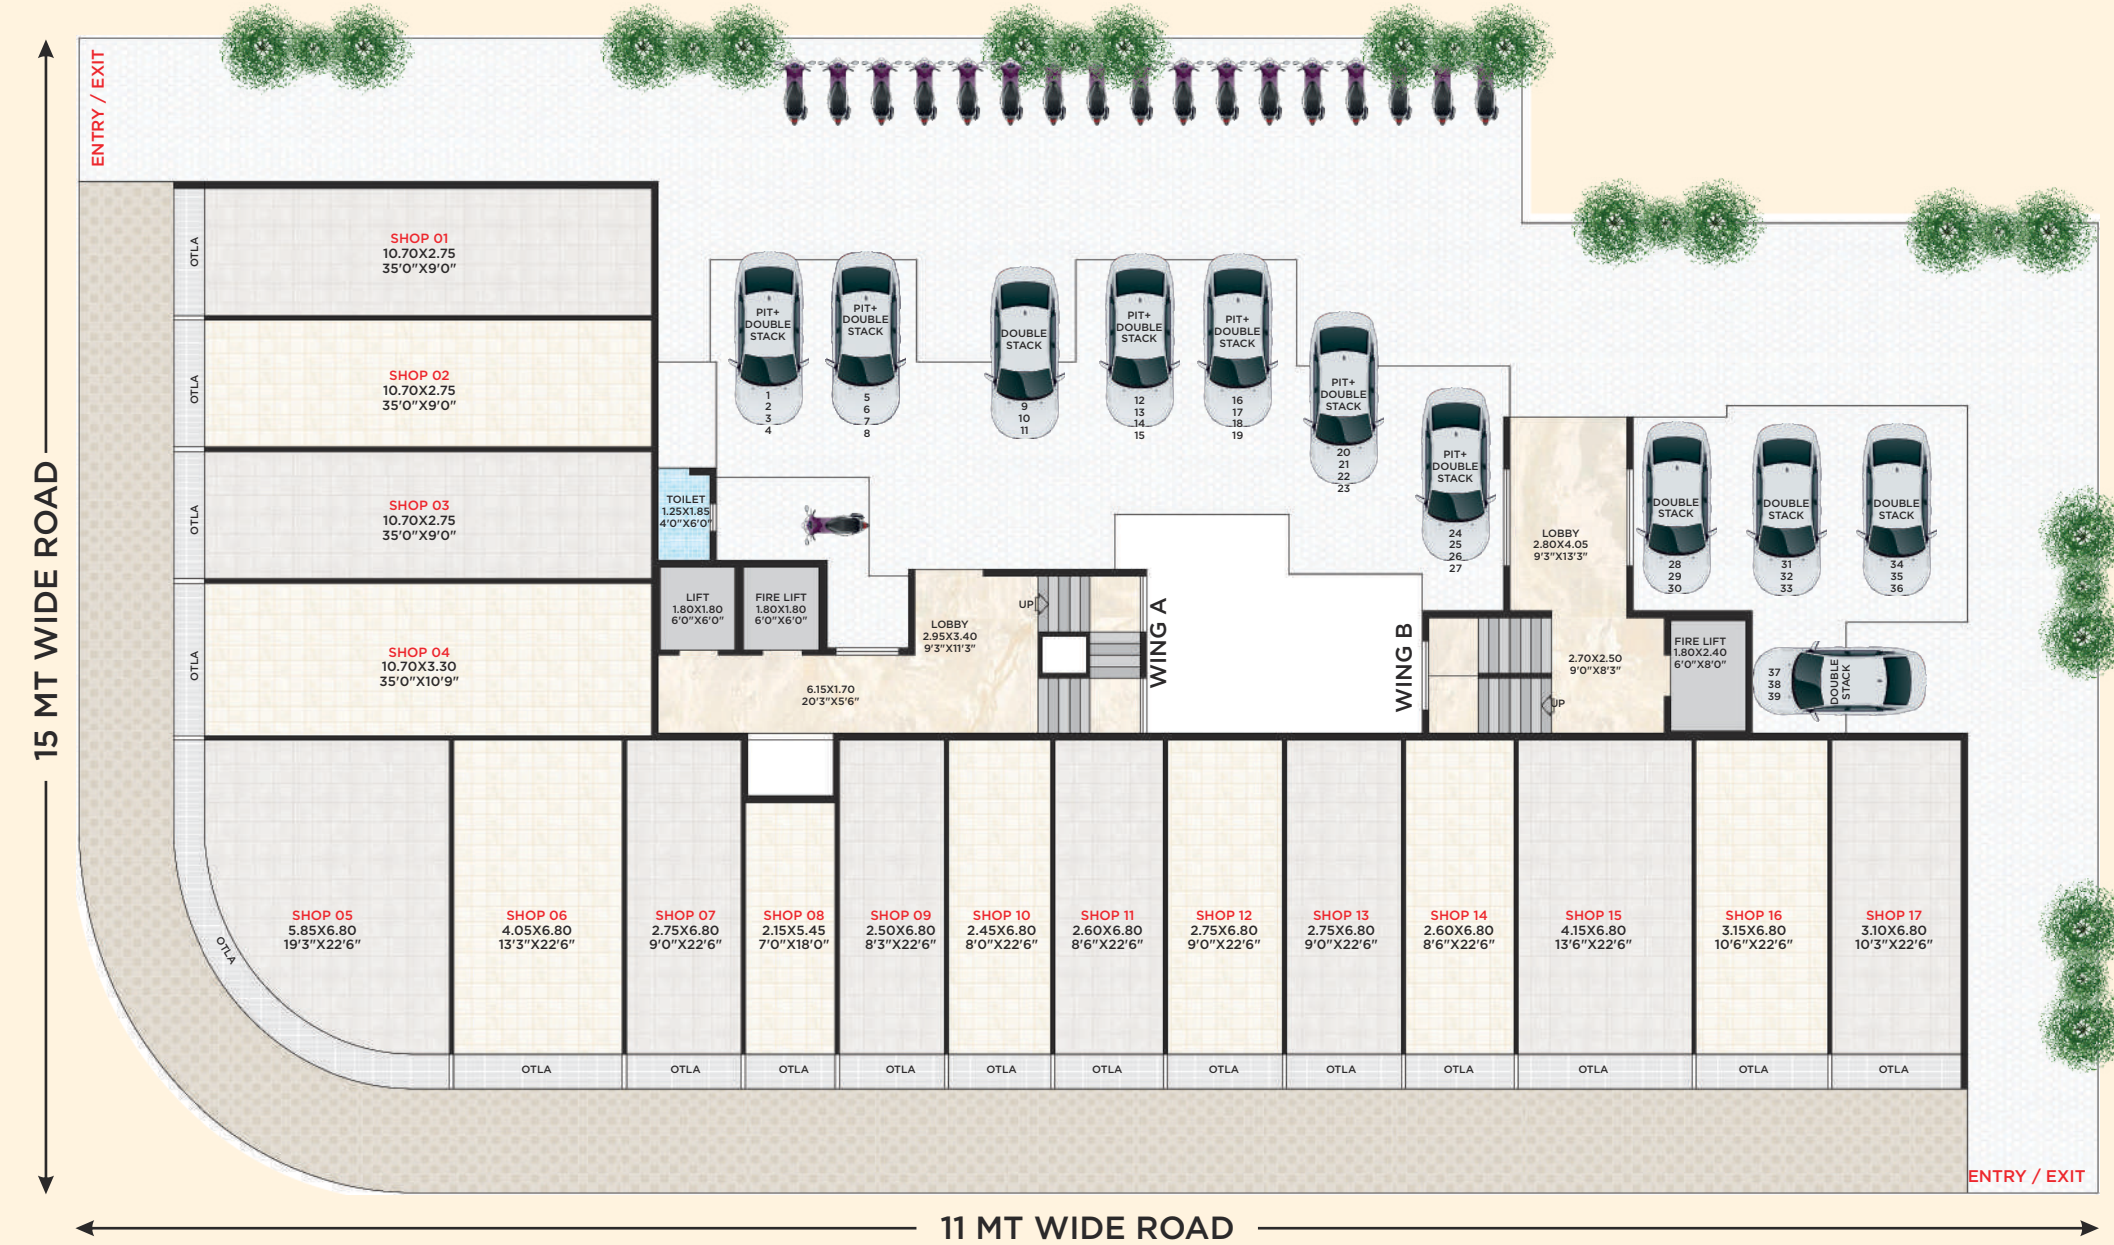 ENTRY / EXIT
15 MT WIDE ROAD
OTLA
SHOP 01
10.70X2.75
35'0"X9'0"
OTLA
SHOP 02
10.70X2.75
35'0"X9'0"
OTLA
SHOP 03
10.70X2.75
35'0"X9'0"
OTLA
SHOP 04
10.70X3.30
35'0"X10'9"
PIT+
DOUBLE
STACK
1
2
3
4
PIT+
DOUBLE
STACK
5
6
7
8
DOUBLE
STACK
9
10
11
PIT+
DOUBLE
STACK
12
13
14
15
PIT+
DOUBLE
STACK
16
17
18
19
PIT+
DOUBLE
STACK
20
21
22
23
PIT+
DOUBLE
STACK
24
25
26
27
DOUBLE
STACK
28
29
30
DOUBLE
STACK
31
32
33
DOUBLE
STACK
34
35
36
37
38
39
DOUBLE
STACK
TOILET
1.25X1.85
4'0"X6'0"
LIFT
1.80X1.80
6'0"X6'0"
FIRE LIFT
1.80X1.80
6'0"X6'0"
LOBBY
2.95X3.40
9'3"X11'3"
UP
6.15X1.70
20'3"X5'6"
WING A
WING B
LOBBY
2.80X4.05
9'3"X13'3"
2.70X2.50
9'0"X8'3"
UP
FIRE LIFT
1.80X2.40
6'0"X8'0"
SHOP 05
5.85X6.80
19'3"X22'6"
OTLA
SHOP 06
4.05X6.80
13'3"X22'6"
OTLA
SHOP 07
2.75X6.80
9'0"X22'6"
OTLA
SHOP 08
2.15X5.45
7'0"X18'0"
OTLA
SHOP 09
2.50X6.80
8'3"X22'6"
OTLA
SHOP 10
2.45X6.80
8'0"X22'6"
OTLA
SHOP 11
2.60X6.80
8'6"X22'6"
OTLA
SHOP 12
2.75X6.80
9'0"X22'6"
OTLA
SHOP 13
2.75X6.80
9'0"X22'6"
OTLA
SHOP 14
2.60X6.80
8'6"X22'6"
OTLA
SHOP 15
4.15X6.80
13'6"X22'6"
OTLA
SHOP 16
3.15X6.80
10'6"X22'6"
OTLA
SHOP 17
3.10X6.80
10'3"X22'6"
OTLA
ENTRY / EXIT
11 MT WIDE ROAD